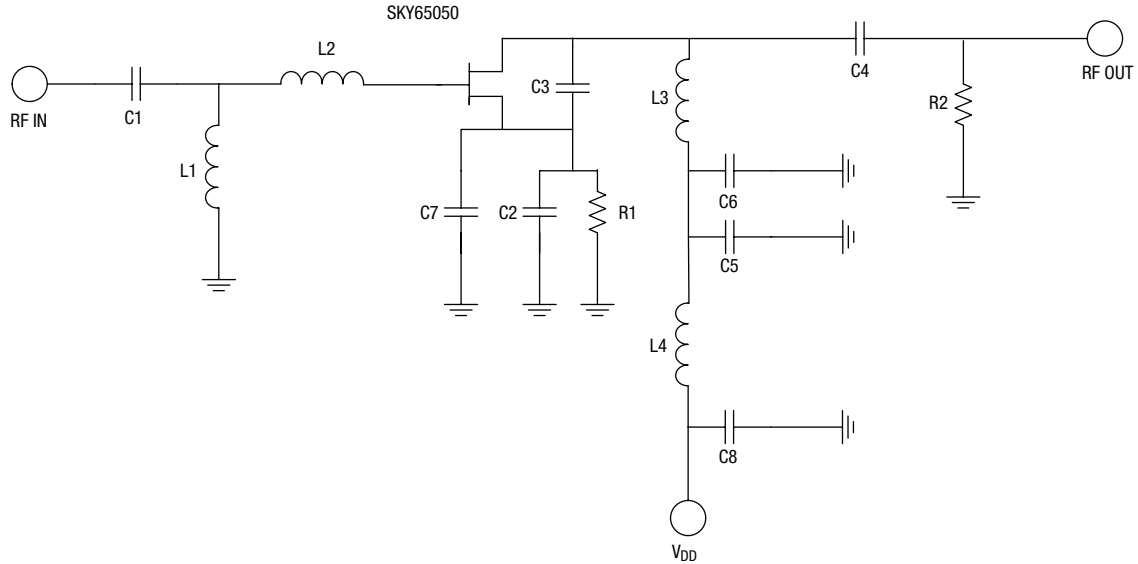 SKY65050
L2
RF IN
C1
C3
L3
C4
RF OUT
R2
L1
C7
C2
R1
C6
C5
L4
C8
VDD